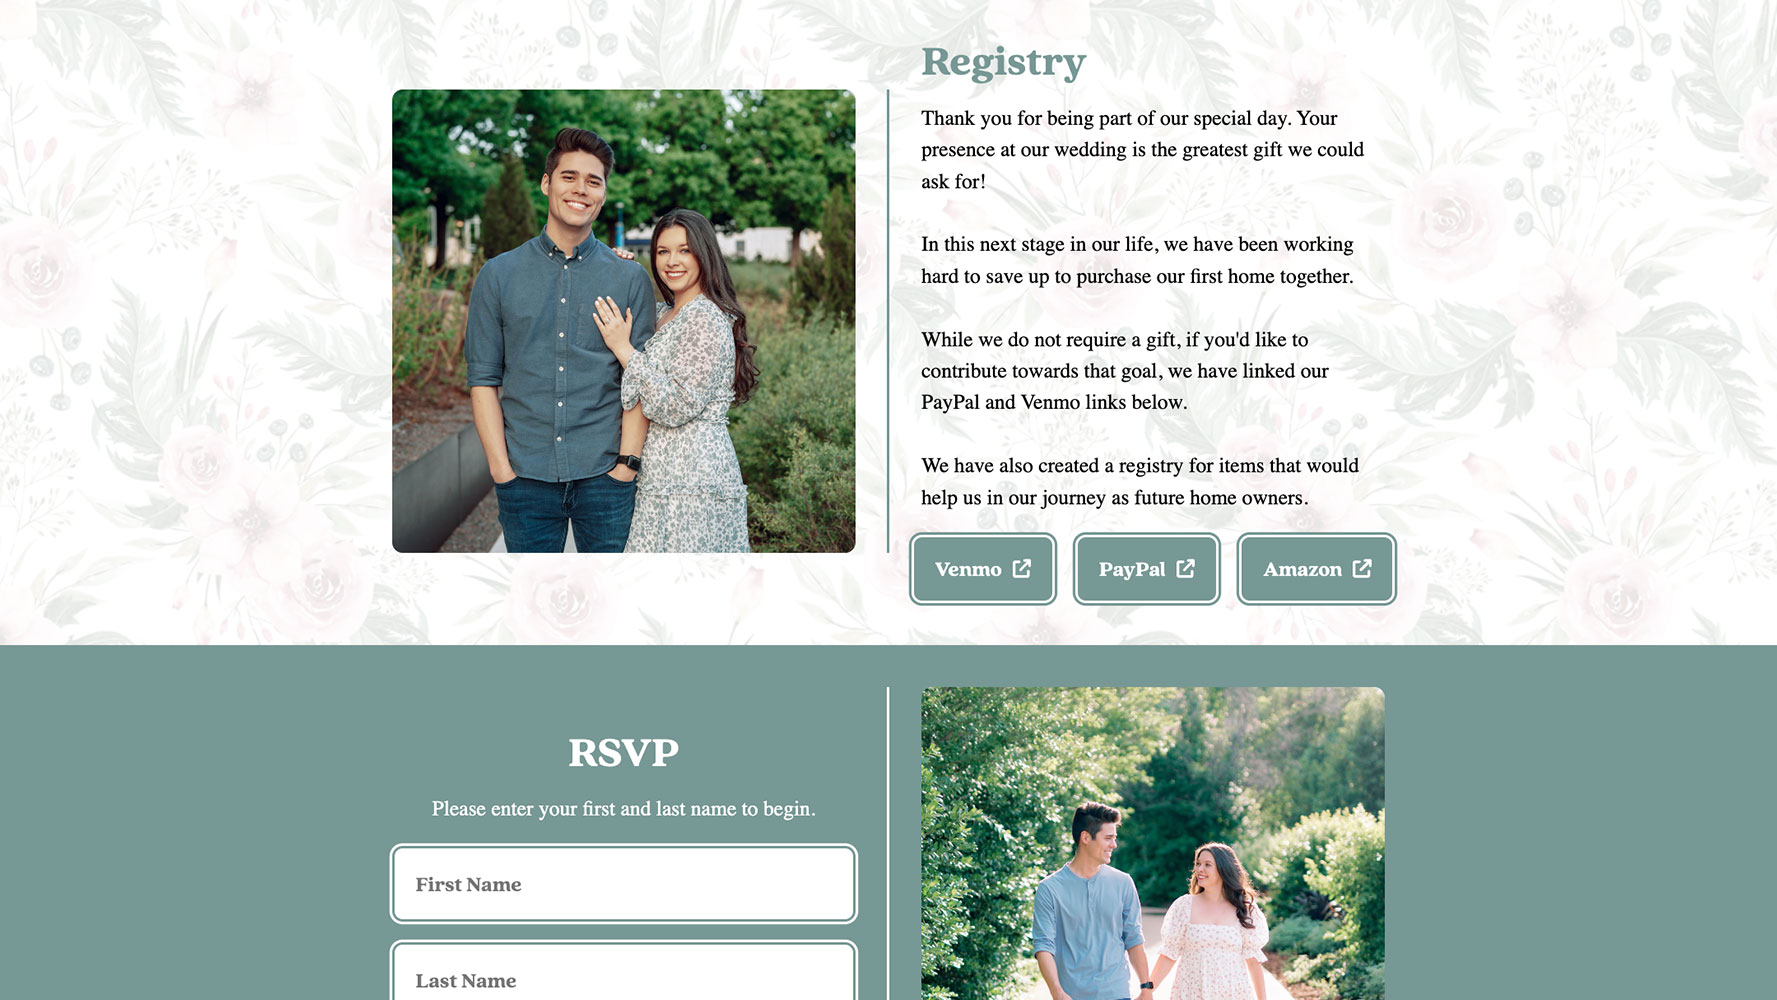 Registry
Thank you for being part of our special day. Your
presence at our wedding is the greatest gift we could
ask for!
In this next stage in our life, we have been working
hard to save up to purchase our first home together.
While we do not require a gift, if you'd like to
contribute towards that goal, we have linked our
PayPal and Venmo links below.
We have also created a registry for items that would
help us in our journey as future home owners.
Venmo
PayPal
Amazon
RSVP
Please enter your first and last name to begin.
First Name
Last Name